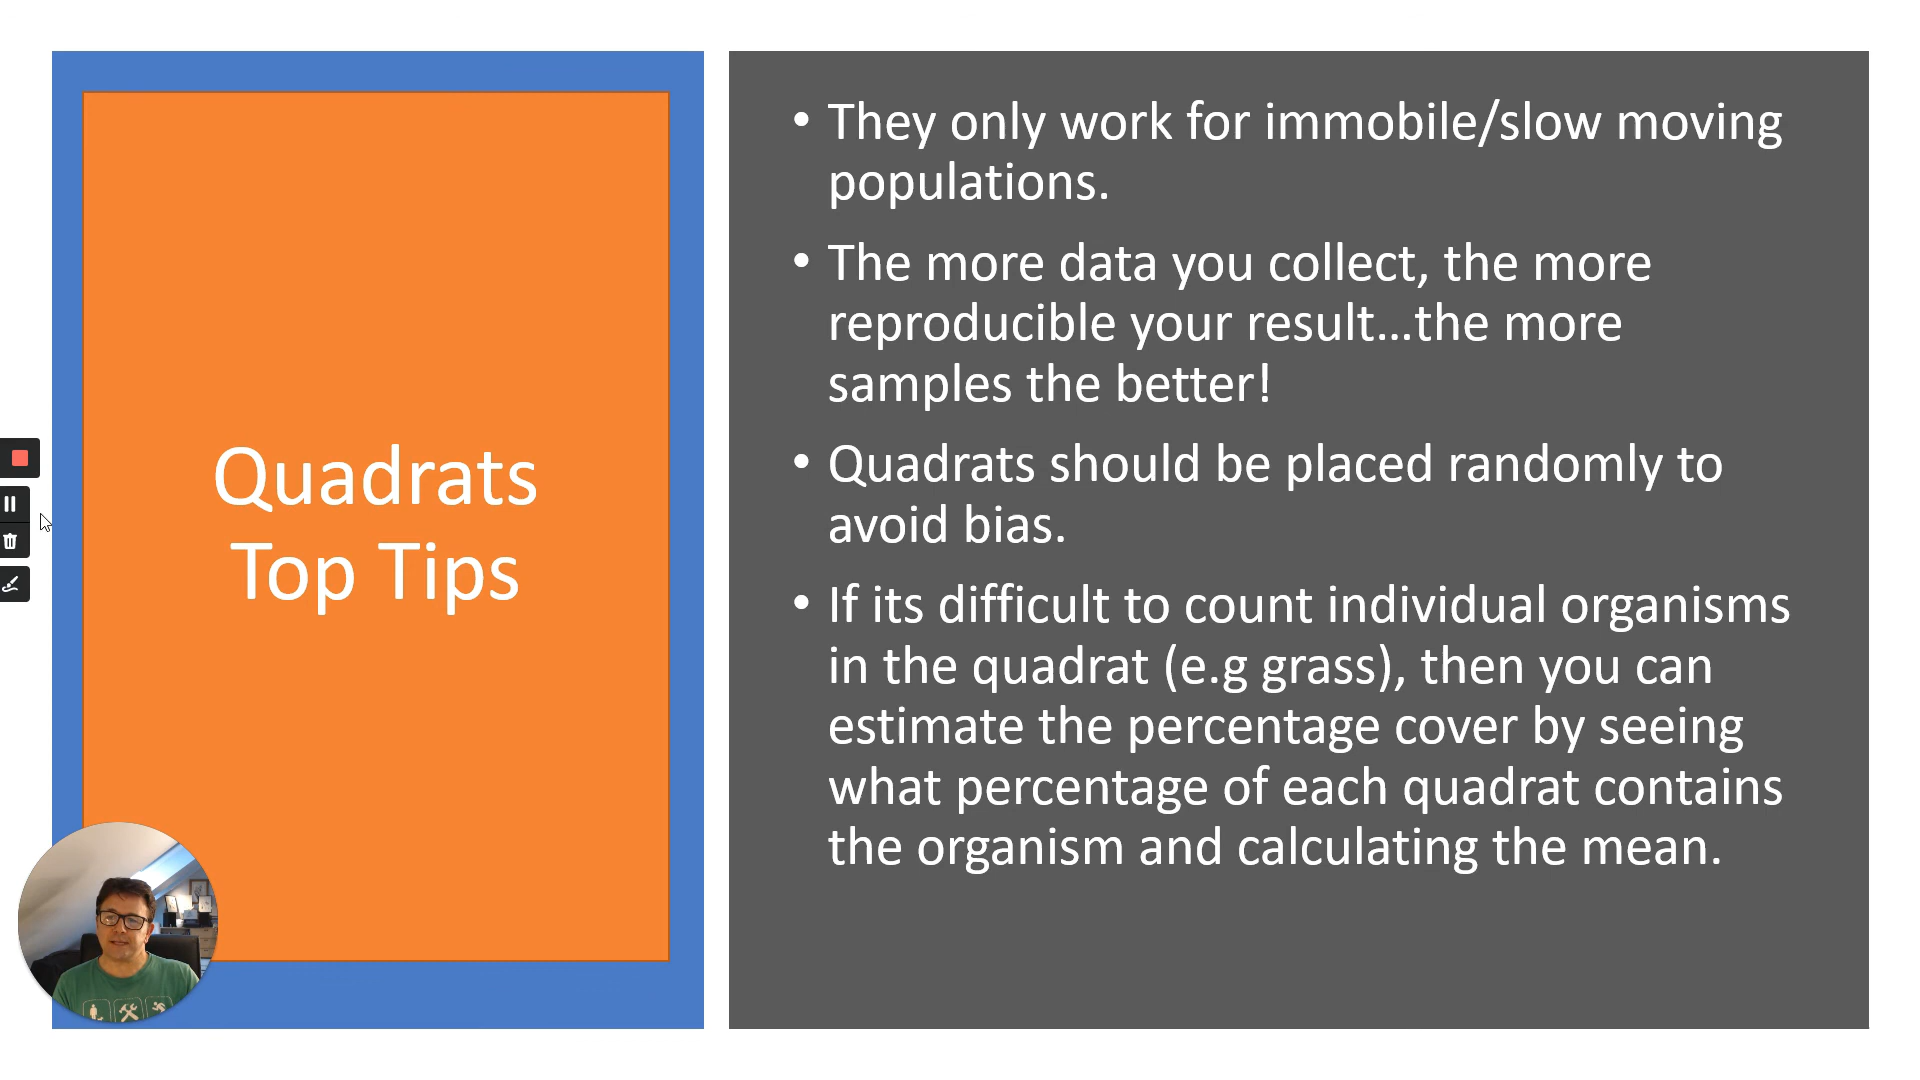 Quadrats
Top Tips
• They only work for immobile/slow moving
populations.
• The more data you collect, the more
reproducible your result...the more
samples the better!
• Quadrats should be placed randomly to
avoid bias.
• If its difficult to count individual organisms
in the quadrat (e.g grass), then you can
estimate the percentage cover by seeing
what percentage of each quadrat contains
the organism and calculating the mean.